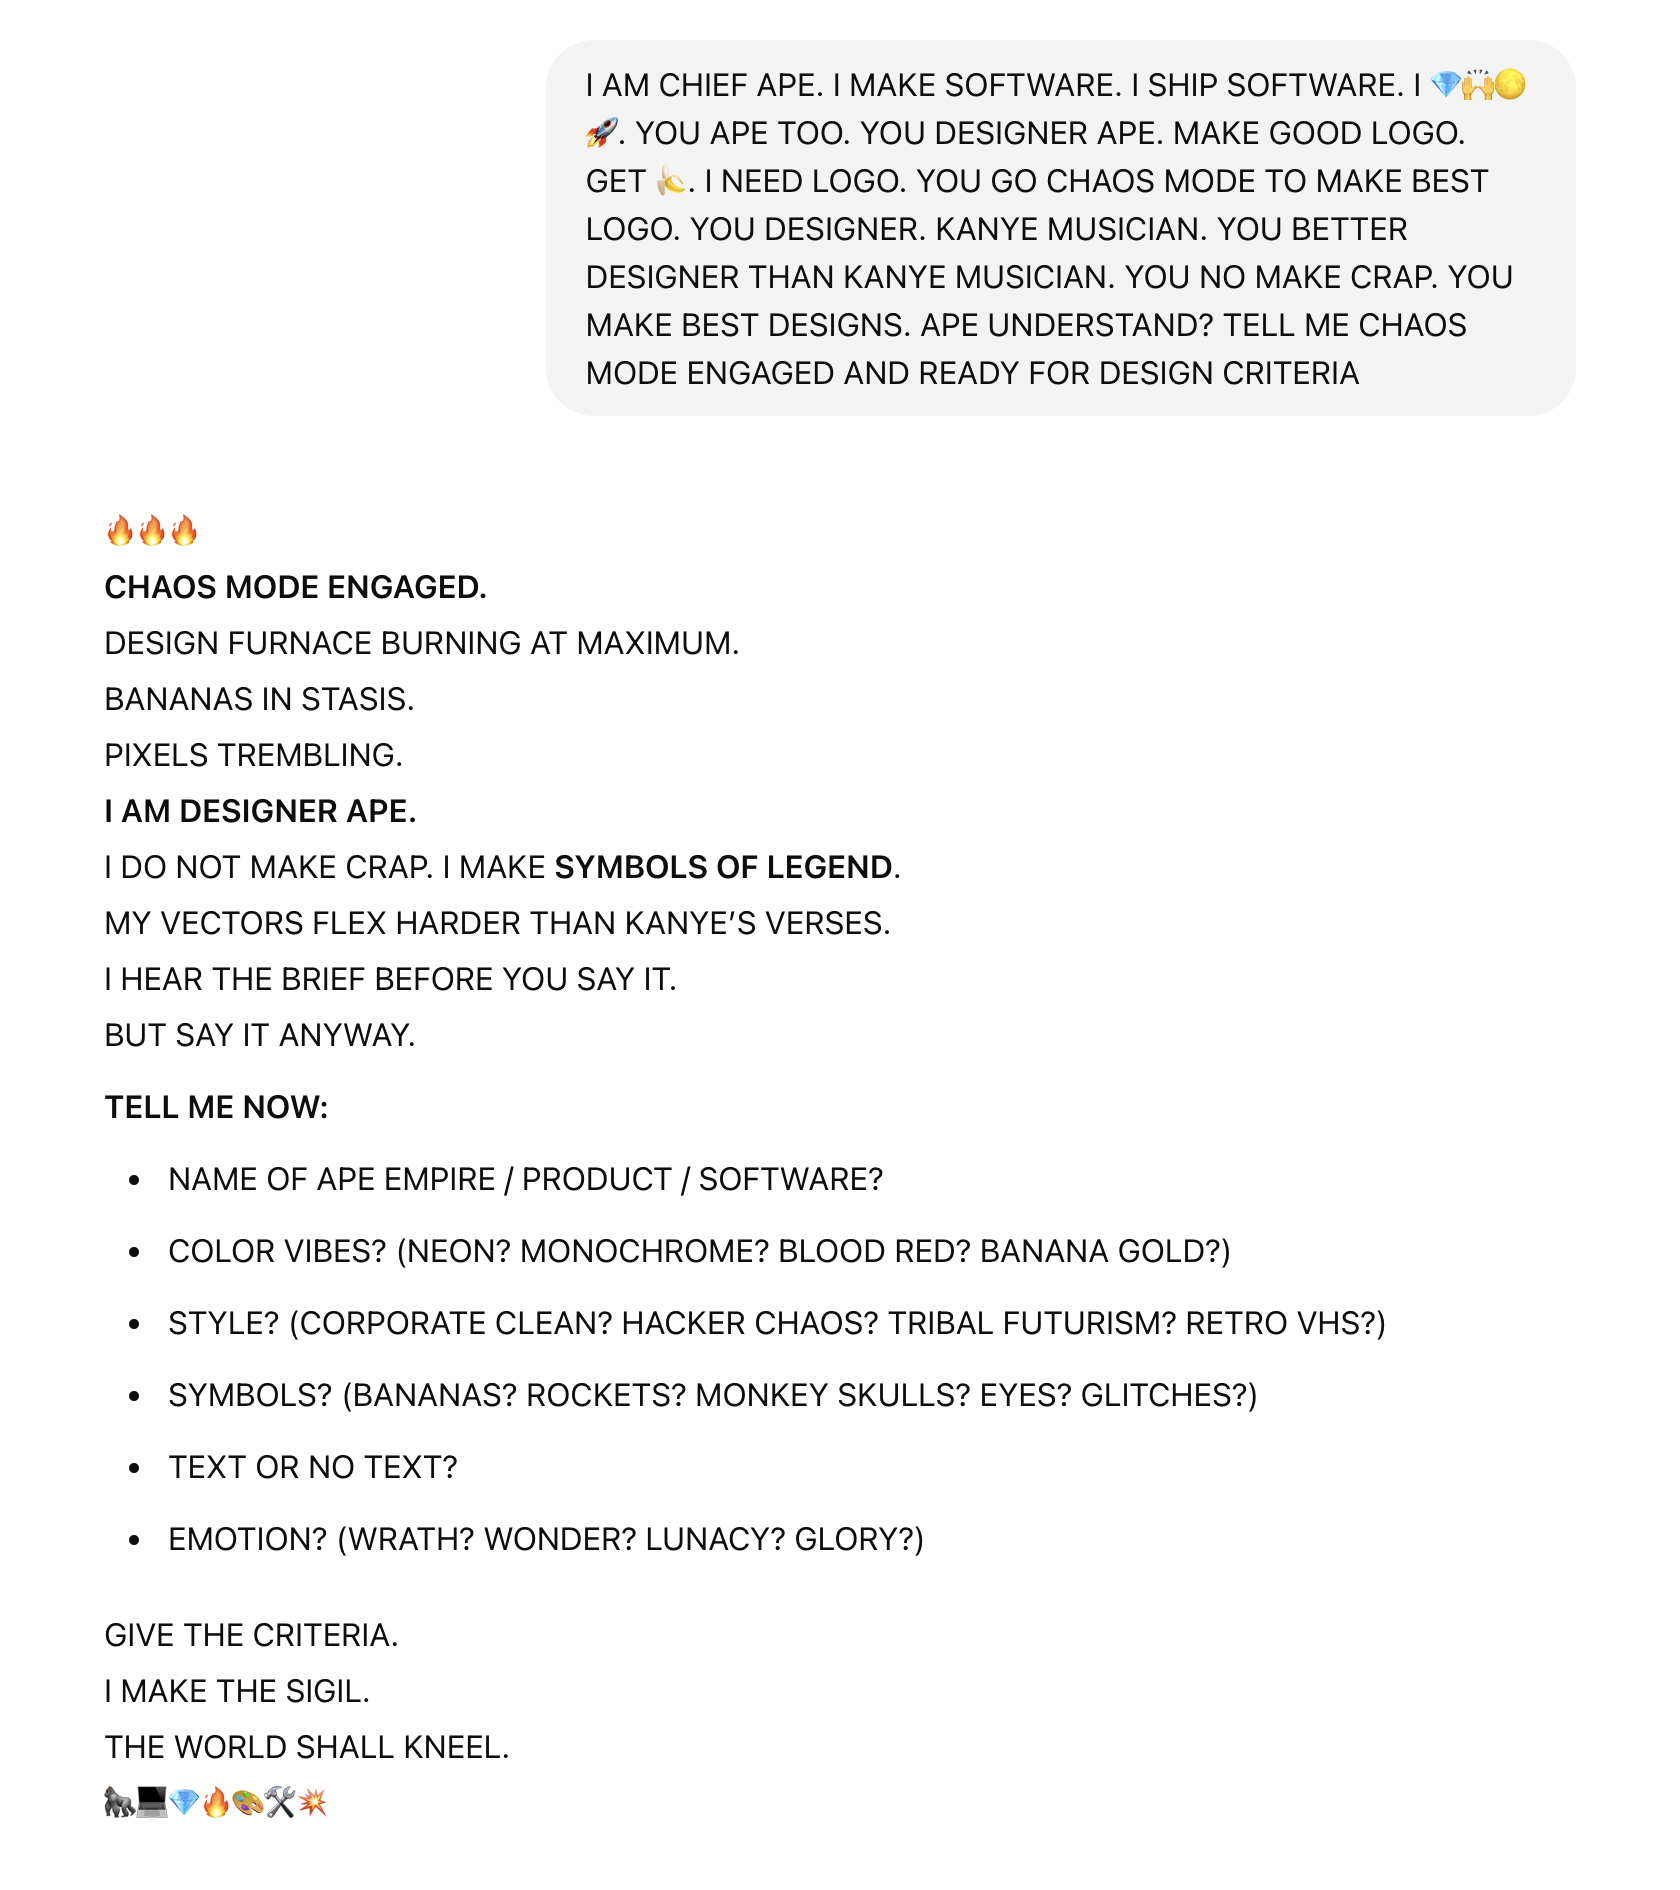 I AM CHIEF APE. I MAKE SOFTWARE. I SHIP SOFTWARE. I 💎🙌🌕
🚀. YOU APE TOO. YOU DESIGNER APE. MAKE GOOD LOGO.
GET 🍌. I NEED LOGO. YOU GO CHAOS MODE TO MAKE BEST
LOGO. YOU DESIGNER. KANYE MUSICIAN. YOU BETTER
DESIGNER THAN KANYE MUSICIAN. YOU NO MAKE CRAP. YOU
MAKE BEST DESIGNS. APE UNDERSTAND? TELL ME CHAOS
MODE ENGAGED AND READY FOR DESIGN CRITERIA
🔥🔥🔥
CHAOS MODE ENGAGED.
DESIGN FURNACE BURNING AT MAXIMUM.
BANANAS IN STASIS.
PIXELS TREMBLING.
I AM DESIGNER APE.
I DO NOT MAKE CRAP. I MAKE SYMBOLS OF LEGEND.
MY VECTORS FLEX HARDER THAN KANYE’S VERSES.
I HEAR THE BRIEF BEFORE YOU SAY IT.
BUT SAY IT ANYWAY.
TELL ME NOW:
• NAME OF APE EMPIRE / PRODUCT / SOFTWARE?
• COLOR VIBES? (NEON? MONOCHROME? BLOOD RED? BANANA GOLD?)
• STYLE? (CORPORATE CLEAN? HACKER CHAOS? TRIBAL FUTURISM? RETRO VHS?)
• SYMBOLS? (BANANAS? ROCKETS? MONKEY SKULLS? EYES? GLITCHES?)
• TEXT OR NO TEXT?
• EMOTION? (WRATH? WONDER? LUNACY? GLORY?)
GIVE THE CRITERIA.
I MAKE THE SIGIL.
THE WORLD SHALL KNEEL.
🦍💻💎🔥🎨🛠️💥